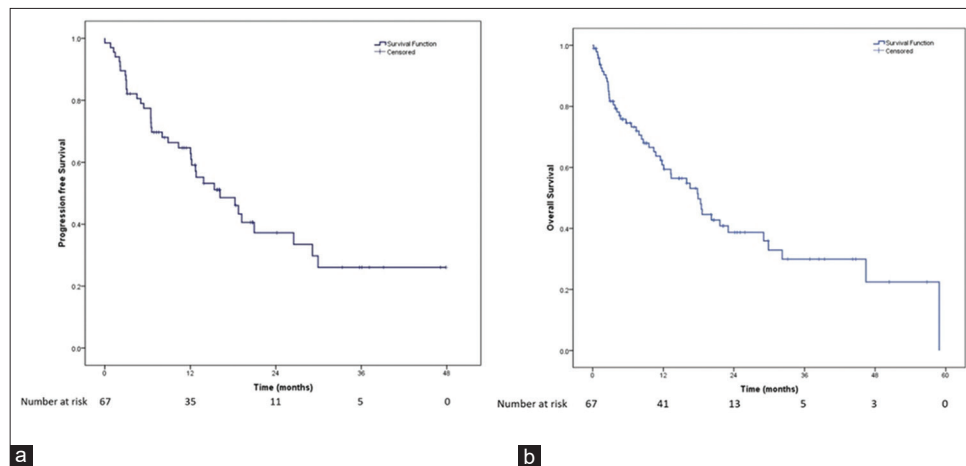 Survival Function
Censored
Progression free Survival
1.0
0.8
0.6
0.4
0.2
0.0
0
12
24
36
48
Time (months)
Number at risk 67 35 11 5 0
a
Survival Function
Censored
Overall Survival
1.0
0.8
0.6
0.4
0.2
0.0
0
12
24
36
48
60
Time (months)
Number at risk 67 41 13 5 3 0
b